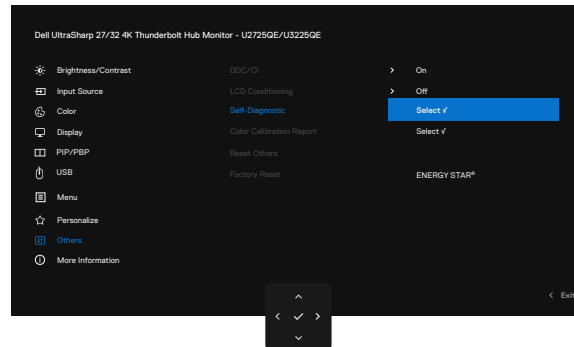 Dell UltraSharp 27/32 4K Thunderbolt Hub Monitor - U2725QE/U3225QE
Brightness/Contrast DDC/CI > On
Input Source LCD Conditioning > Off
Color Self-Diagnostic Select √
Display Color Calibration Report Select √
PIP/PBP Reset Others
USB Factory Reset ENERGY STAR®
Menu
Personalize
Others
More Information
< Exit